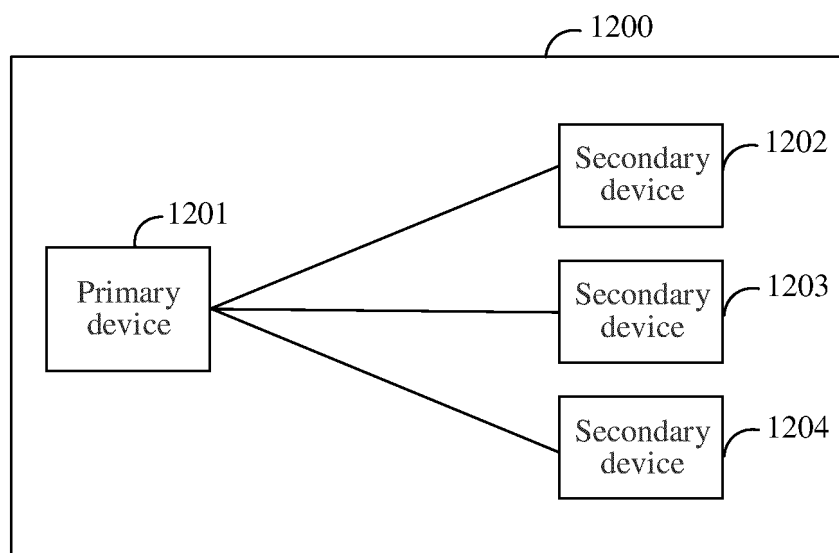 1200
Secondary
device
1202
1201
Primary
device
Secondary
device
1203
Secondary
device
1204